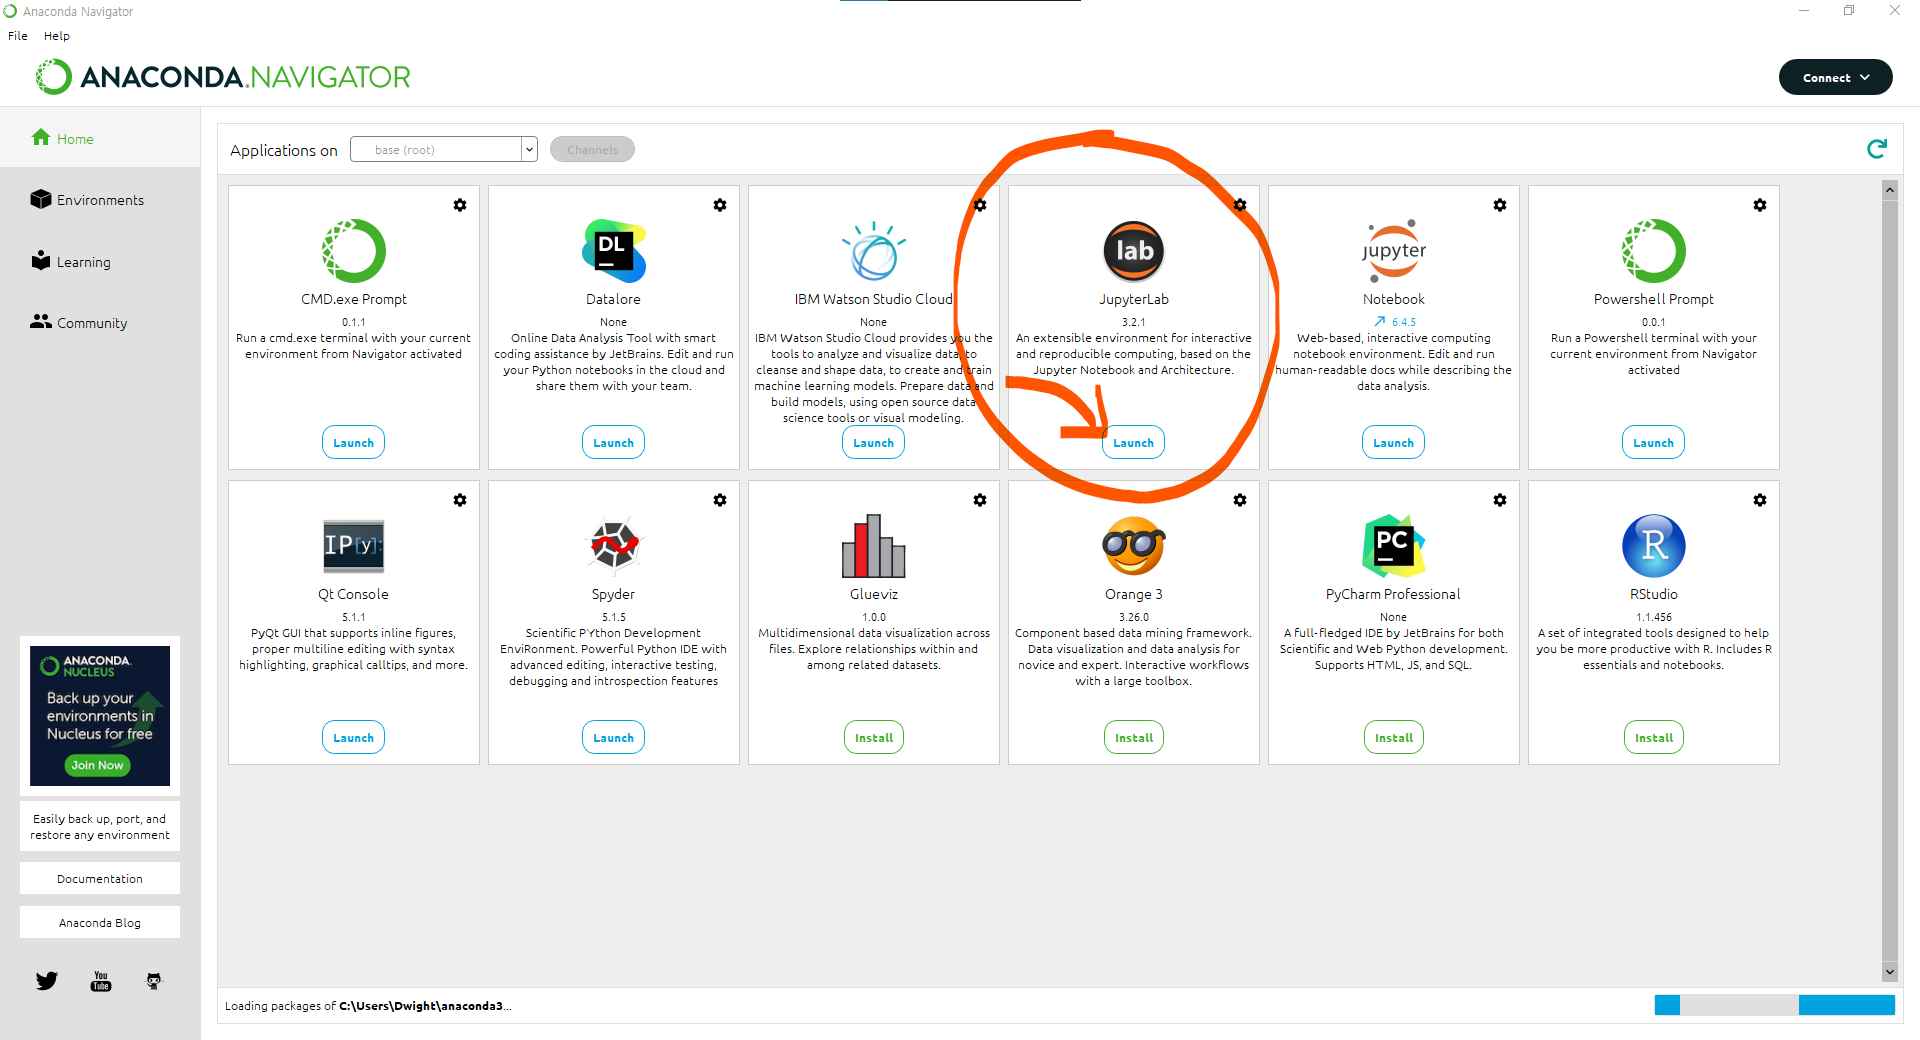 Anaconda Navigator
File Help
ANACONDA.NAVIGATOR
Connect
Home
Environments
Learning
Community
Applications on base (root) Channels
CMD.exe Prompt
0.1.1
Run a cmd.exe terminal with your current
environment from Navigator activated
Launch
DL
Datalore
None
Online Data Analysis Tool with smart
coding assistance by JetBrains. Edit and run
your Python notebooks in the cloud and
share them with your team.
Launch
IBM Watson Studio Cloud
None
IBM Watson Studio Cloud provides you the
tools to analyze and visualize data, to
cleanse and shape data, to create and train
machine learning models. Prepare data and
build models, using open source data
science tools or visual modeling.
Launch
lab
JupyterLab
3.2.1
An extensible environment for interactive
and reproducible computing, based on the
Jupyter Notebook and Architecture.
Launch
jupyter
Notebook
6.4.5
Web-based, interactive computing
notebook environment. Edit and run
human-readable docs while describing the
data analysis.
Launch
Powershell Prompt
0.0.1
Run a Powershell terminal with your
current environment from Navigator
activated
Launch
IP[y]:
Qt Console
5.1.1
PyQt GUI that supports inline figures,
proper multiline editing with syntax
highlighting, graphical calltips, and more.
Launch
Spyder
5.1.5
Scientific PYthon Development
EnviRonment. Powerful Python IDE with
advanced editing, interactive testing,
debugging and introspection features
Launch
Glueviz
1.0.0
Multidimensional data visualization across
files. Explore relationships within and
among related datasets.
Install
Orange 3
3.26.0
Component based data mining framework.
Data visualization and data analysis for
novice and expert. Interactive workflows
with a large toolbox.
Install
PC
PyCharm Professional
None
A full-fledged IDE by JetBrains for both
Scientific and Web Python development.
Supports HTML, JS, and SQL.
Install
R
RStudio
1.1.456
A set of integrated tools designed to help
you be more productive with R. Includes R
essentials and notebooks.
Install
ANACONDA.
NUCLEUS
Back up your
environments in
Nucleus for free
Join Now
Easily back up, port, and
restore any environment
Documentation
Anaconda Blog
You
Tube
Loading packages of C:\Users\Dwight\anaconda3...